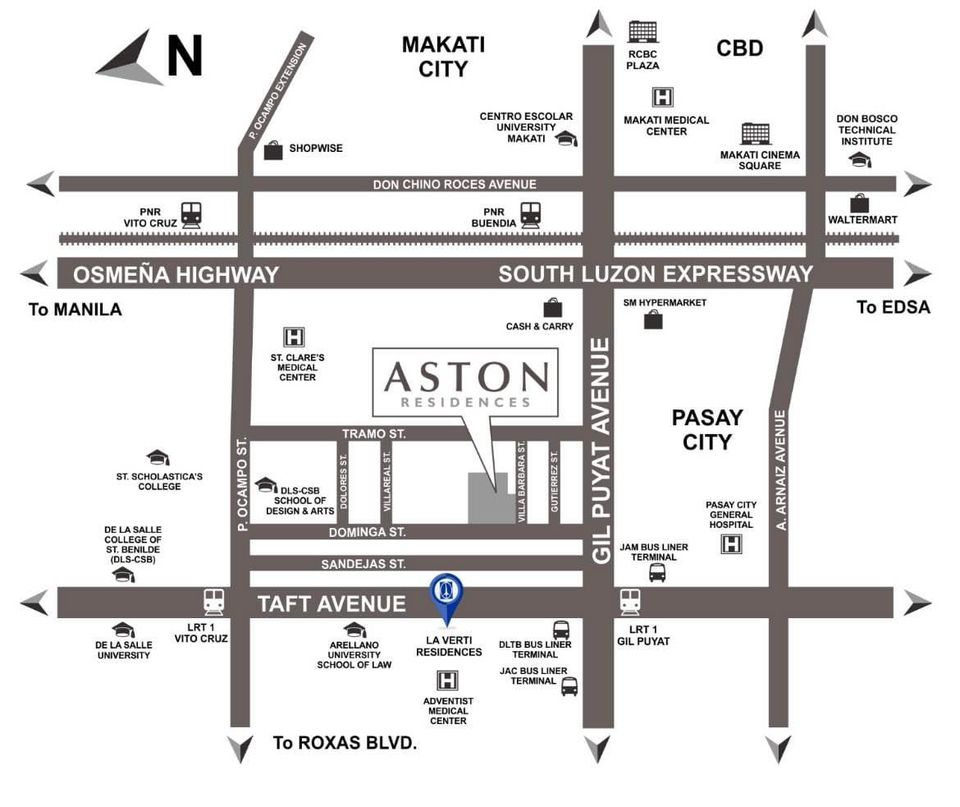 N
MAKATI
CITY
CBD
P. OCAMPO EXTENSION
RCBC
PLAZA
H
MAKATI MEDICAL
CENTER
CENTRO ESCOLAR
UNIVERSITY
MAKATI
DON BOSCO
TECHNICAL
INSTITUTE
MAKATI CINEMA
SQUARE
SHOPWISE
DON CHINO ROCES AVENUE
PNR
VITO CRUZ
PNR
BUENDIA
WALTERMART
OSMEÑA HIGHWAY
SOUTH LUZON EXPRESSWAY
To MANILA
To EDSA
CASH & CARRY
SM HYPERMARKET
H
ST. CLARE'S
MEDICAL
CENTER
ASTON
RESIDENCES
GIL PUYAT AVENUE
PASAY
CITY
A. ARNAIZ AVENUE
TRAMO ST.
P. OCAMPO ST.
DOLORES ST.
VILLAREAL ST.
VILLA BARBARA ST.
GUTIERREZ ST.
ST. SCHOLASTICA'S
COLLEGE
DLS-CSB
SCHOOL OF
DESIGN & ARTS
DOMINGA ST.
SANDEJAS ST.
DE LA SALLE
COLLEGE OF
ST. BENILDE
(DLS-CSB)
PASAY CITY
GENERAL
HOSPITAL
H
JAM BUS LINER
TERMINAL
TAFT AVENUE
LRT 1
VITO CRUZ
LRT 1
GIL PUYAT
DE LA SALLE
UNIVERSITY
ARELLANO
UNIVERSITY
SCHOOL OF LAW
LA VERTI
RESIDENCES
DLTB BUS LINER
TERMINAL
JAC BUS LINER
TERMINAL
H
ADVENTIST
MEDICAL
CENTER
To ROXAS BLVD.